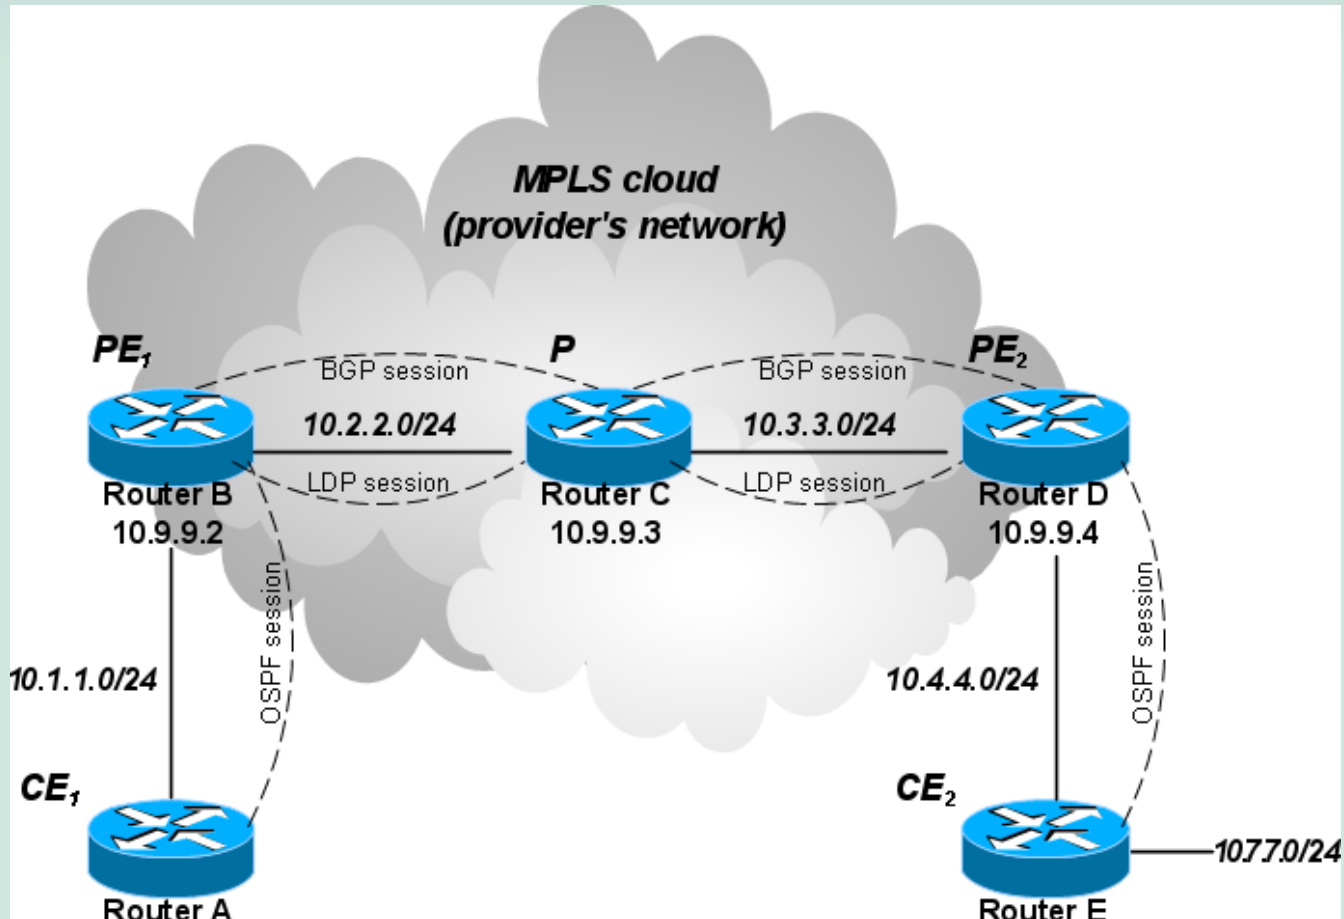 MPLS cloud
(provider's network)
PE1
P
PE2
BGP session
BGP session
10.2.2.0/24
10.3.3.0/24
LDP session
LDP session
Router B
10.9.9.2
Router C
10.9.9.3
Router D
10.9.9.4
OSPF session
OSPF session
10.1.1.0/24
10.4.4.0/24
CE1
CE2
10.7.7.0/24
Router A
Router E